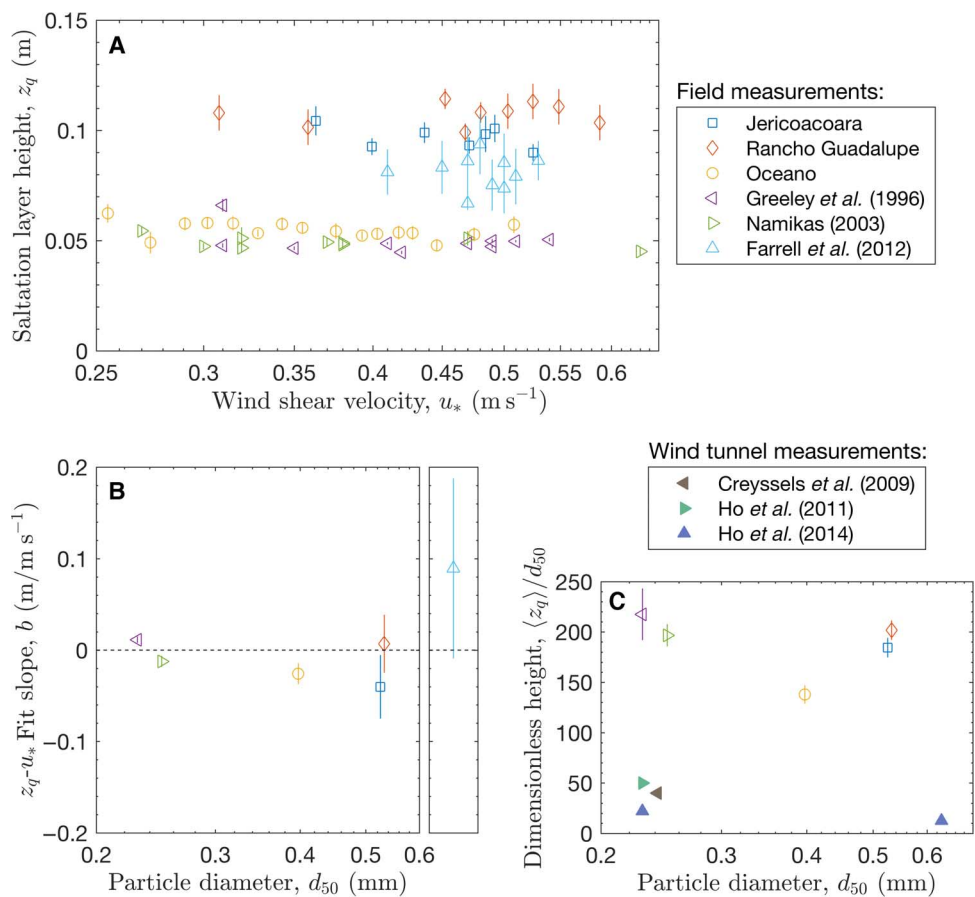 A
Saltation layer height, z_q (m)
0.15
0.1
0.05
0
0.25
0.3
0.35
0.4
0.45
0.5
0.55
0.6
Wind shear velocity, u_* (m s⁻¹)
Field measurements:
Jericoacoara
Rancho Guadalupe
Oceano
Greeley et al. (1996)
Namikas (2003)
Farrell et al. (2012)
B
z_q-u_* Fit slope, b (m/m s⁻¹)
0.2
0.1
0
−0.1
−0.2
0.2
0.3
0.4
0.5
0.6
Particle diameter, d₅₀ (mm)
Wind tunnel measurements:
Creyssels et al. (2009)
Ho et al. (2011)
Ho et al. (2014)
C
Dimensionless height, ⟨z_q⟩/d₅₀
250
200
150
100
50
0
0.2
0.3
0.4
0.5
0.6
Particle diameter, d₅₀ (mm)